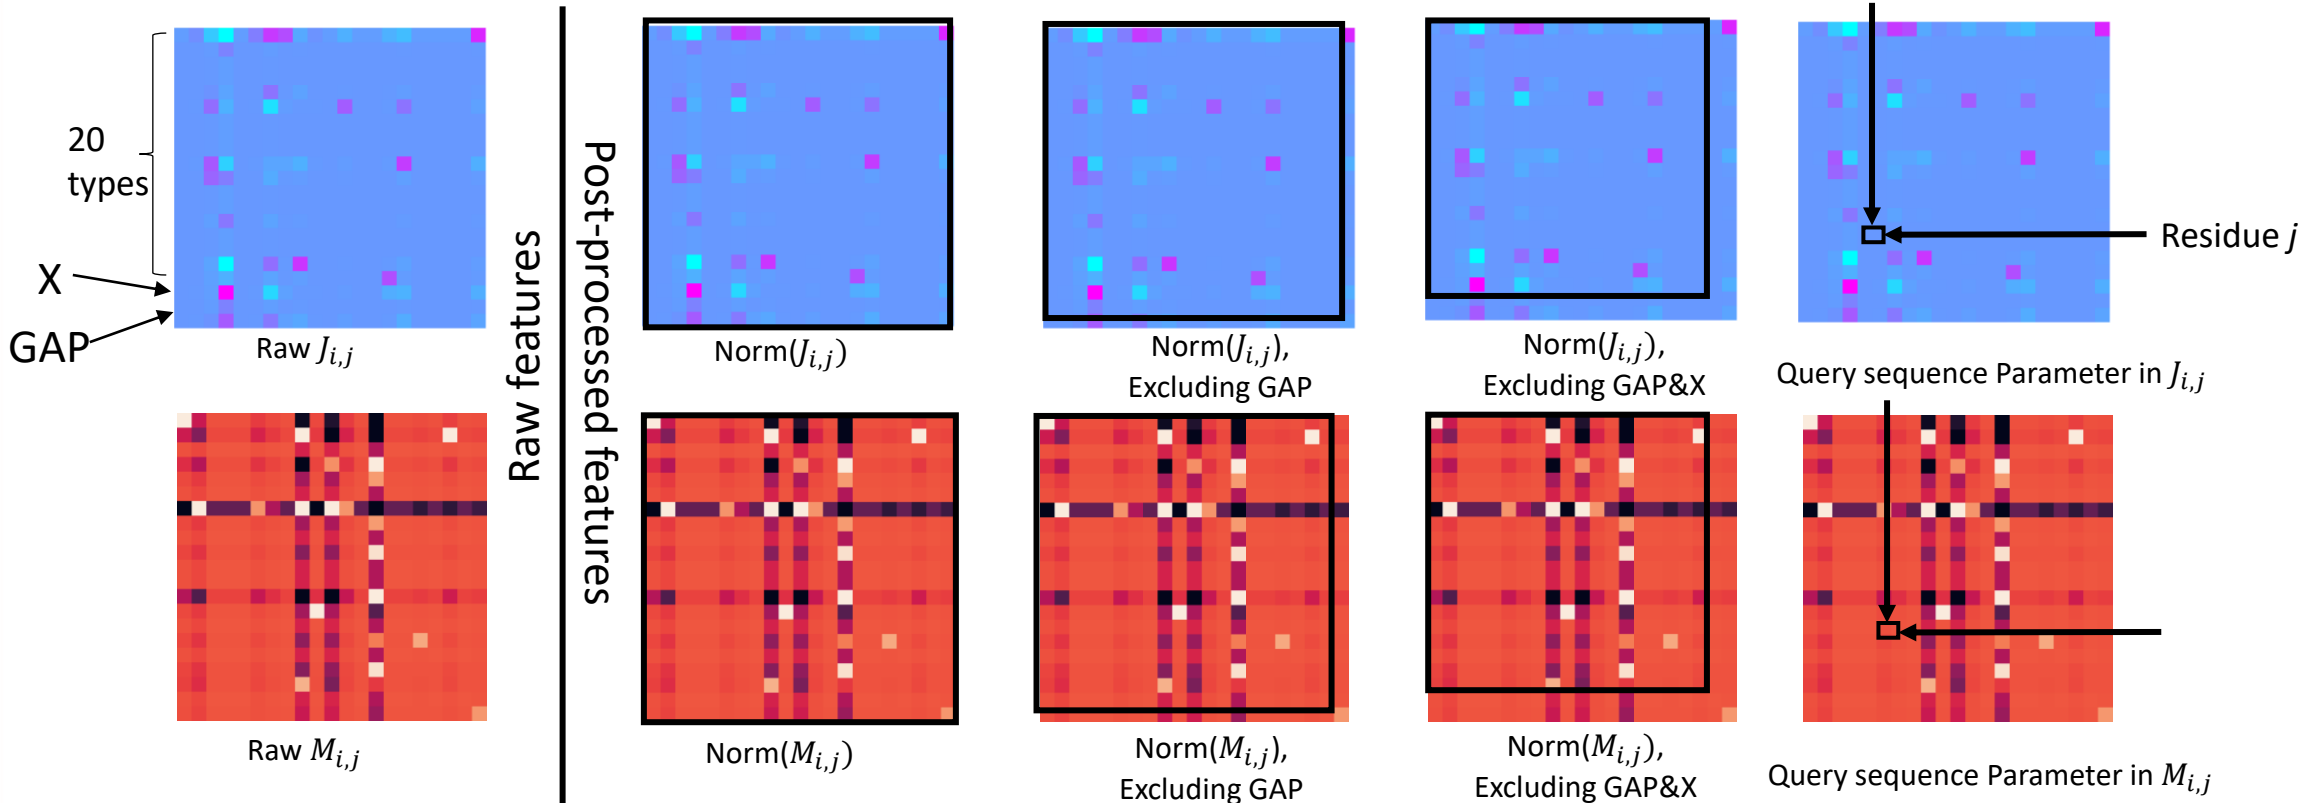 20
types
X
GAP
Raw J_{i,j}
Raw features
Post-processed features
Norm(J_{i,j})
Norm(J_{i,j}),
Excluding GAP
Norm(J_{i,j}),
Excluding GAP&X
Residue j
Query sequence Parameter in J_{i,j}
Raw M_{i,j}
Norm(M_{i,j})
Norm(M_{i,j}),
Excluding GAP
Norm(M_{i,j}),
Excluding GAP&X
Query sequence Parameter in M_{i,j}